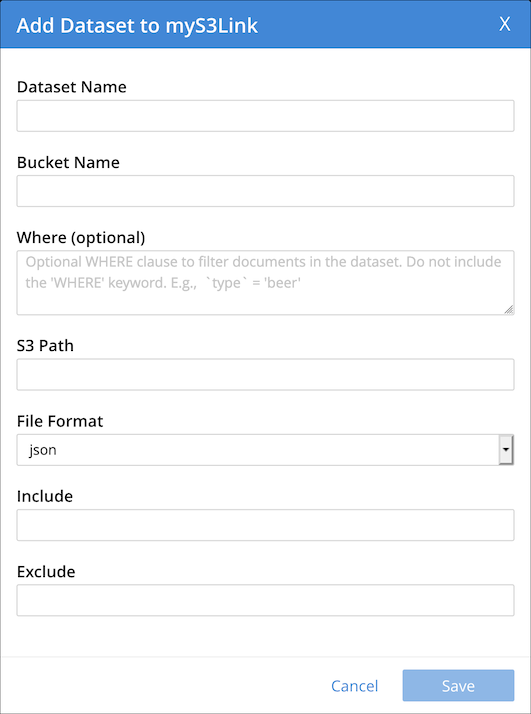 Add Dataset to myS3Link X
Dataset Name
Bucket Name
Where (optional)
Optional WHERE clause to filter documents in the dataset. Do not include
the 'WHERE' keyword. E.g., `type` = 'beer'
S3 Path
File Format
json
Include
Exclude
Cancel Save